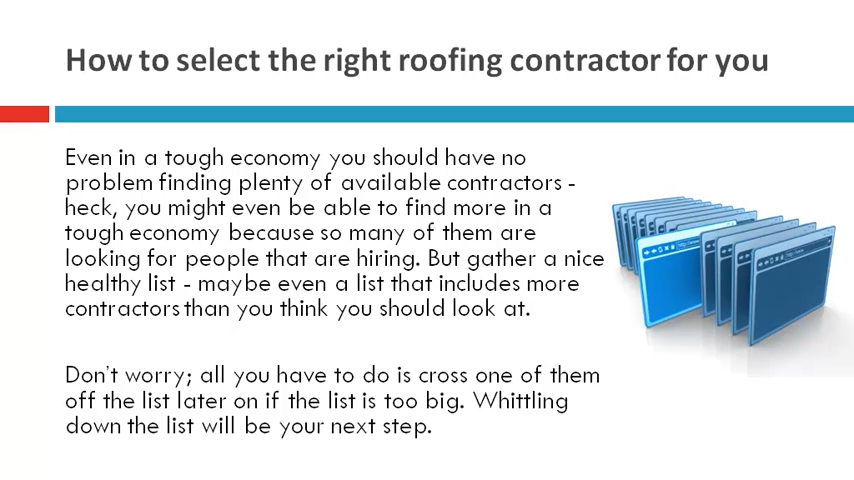 How to select the right roofing contractor for you
Even in a tough economy you should have no
problem finding plenty of available contractors -
heck, you might even be able to find more in a
tough economy because so many of them are
looking for people that are hiring. But gather a nice
healthy list - maybe even a list that includes more
contractors than you think you should look at.
Don't worry; all you have to do is cross one of them
off the list later on if the list is too big. Whittling
down the list will be your next step.